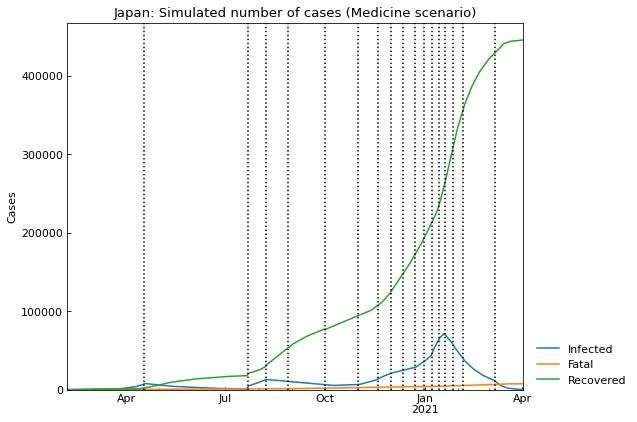 Japan: Simulated number of cases (Medicine scenario)
400000
300000
200000
100000
0
Cases
Apr
Jul
Oct
Jan
2021
Apr
Infected
Fatal
Recovered